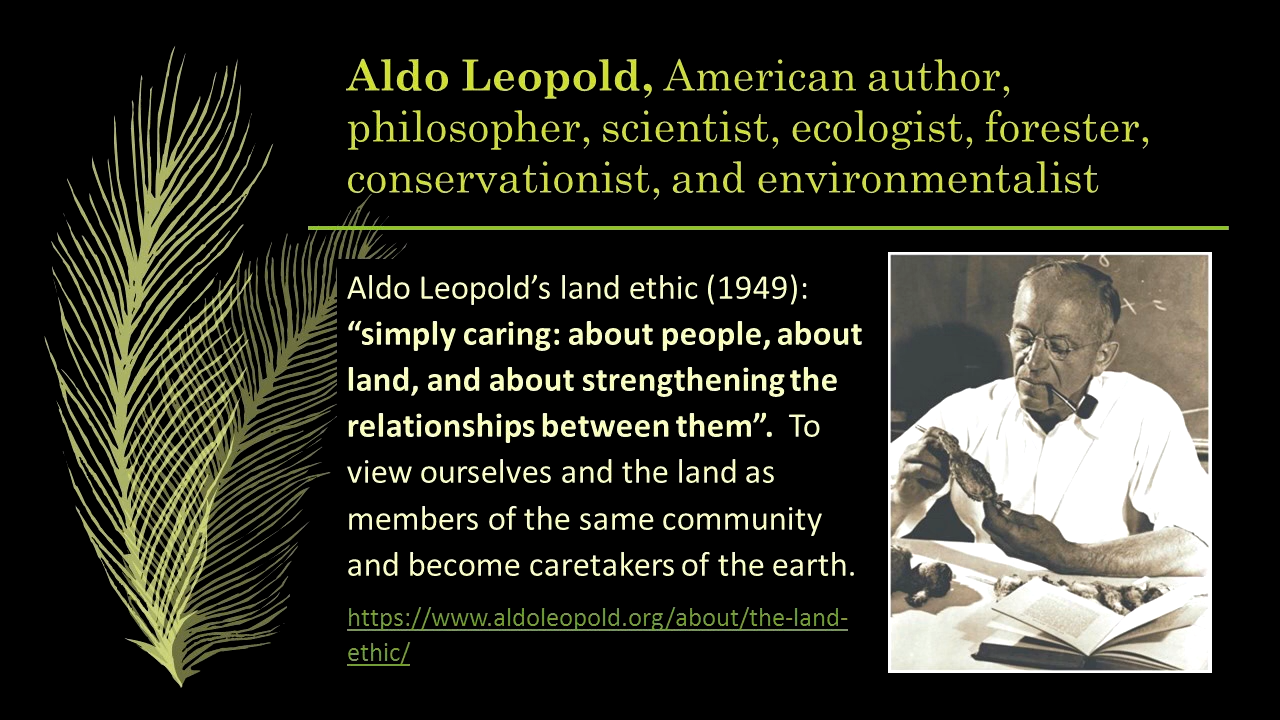 Aldo Leopold, American author,
philosopher, scientist, ecologist, forester,
conservationist, and environmentalist
Aldo Leopold’s land ethic (1949):
“simply caring: about people, about
land, and about strengthening the
relationships between them”. To
view ourselves and the land as
members of the same community
and become caretakers of the earth.
https://www.aldoleopold.org/about/the-land-
ethic/